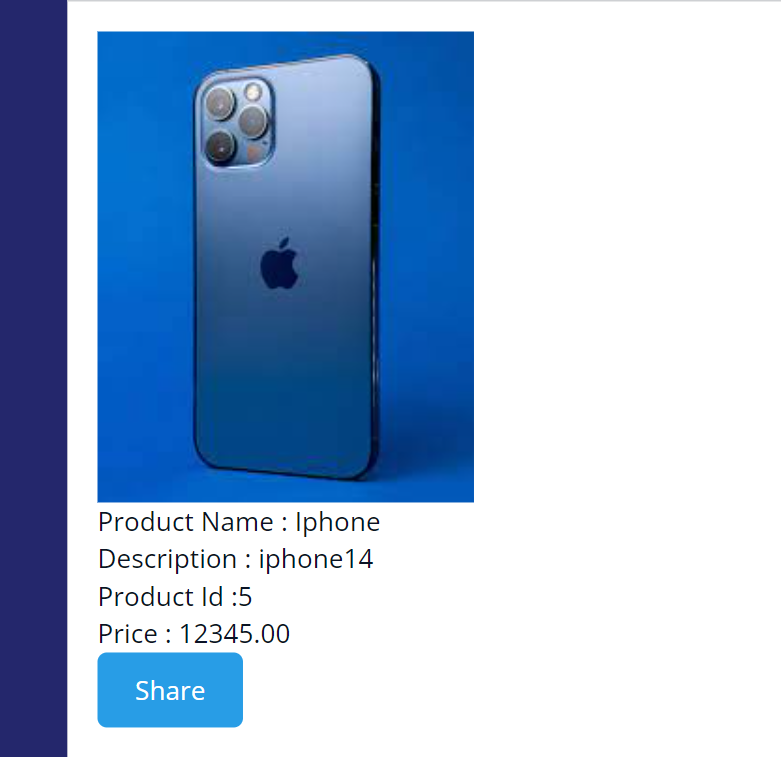 Product Name : Iphone
Description : iphone14
Product Id :5
Price : 12345.00
Share